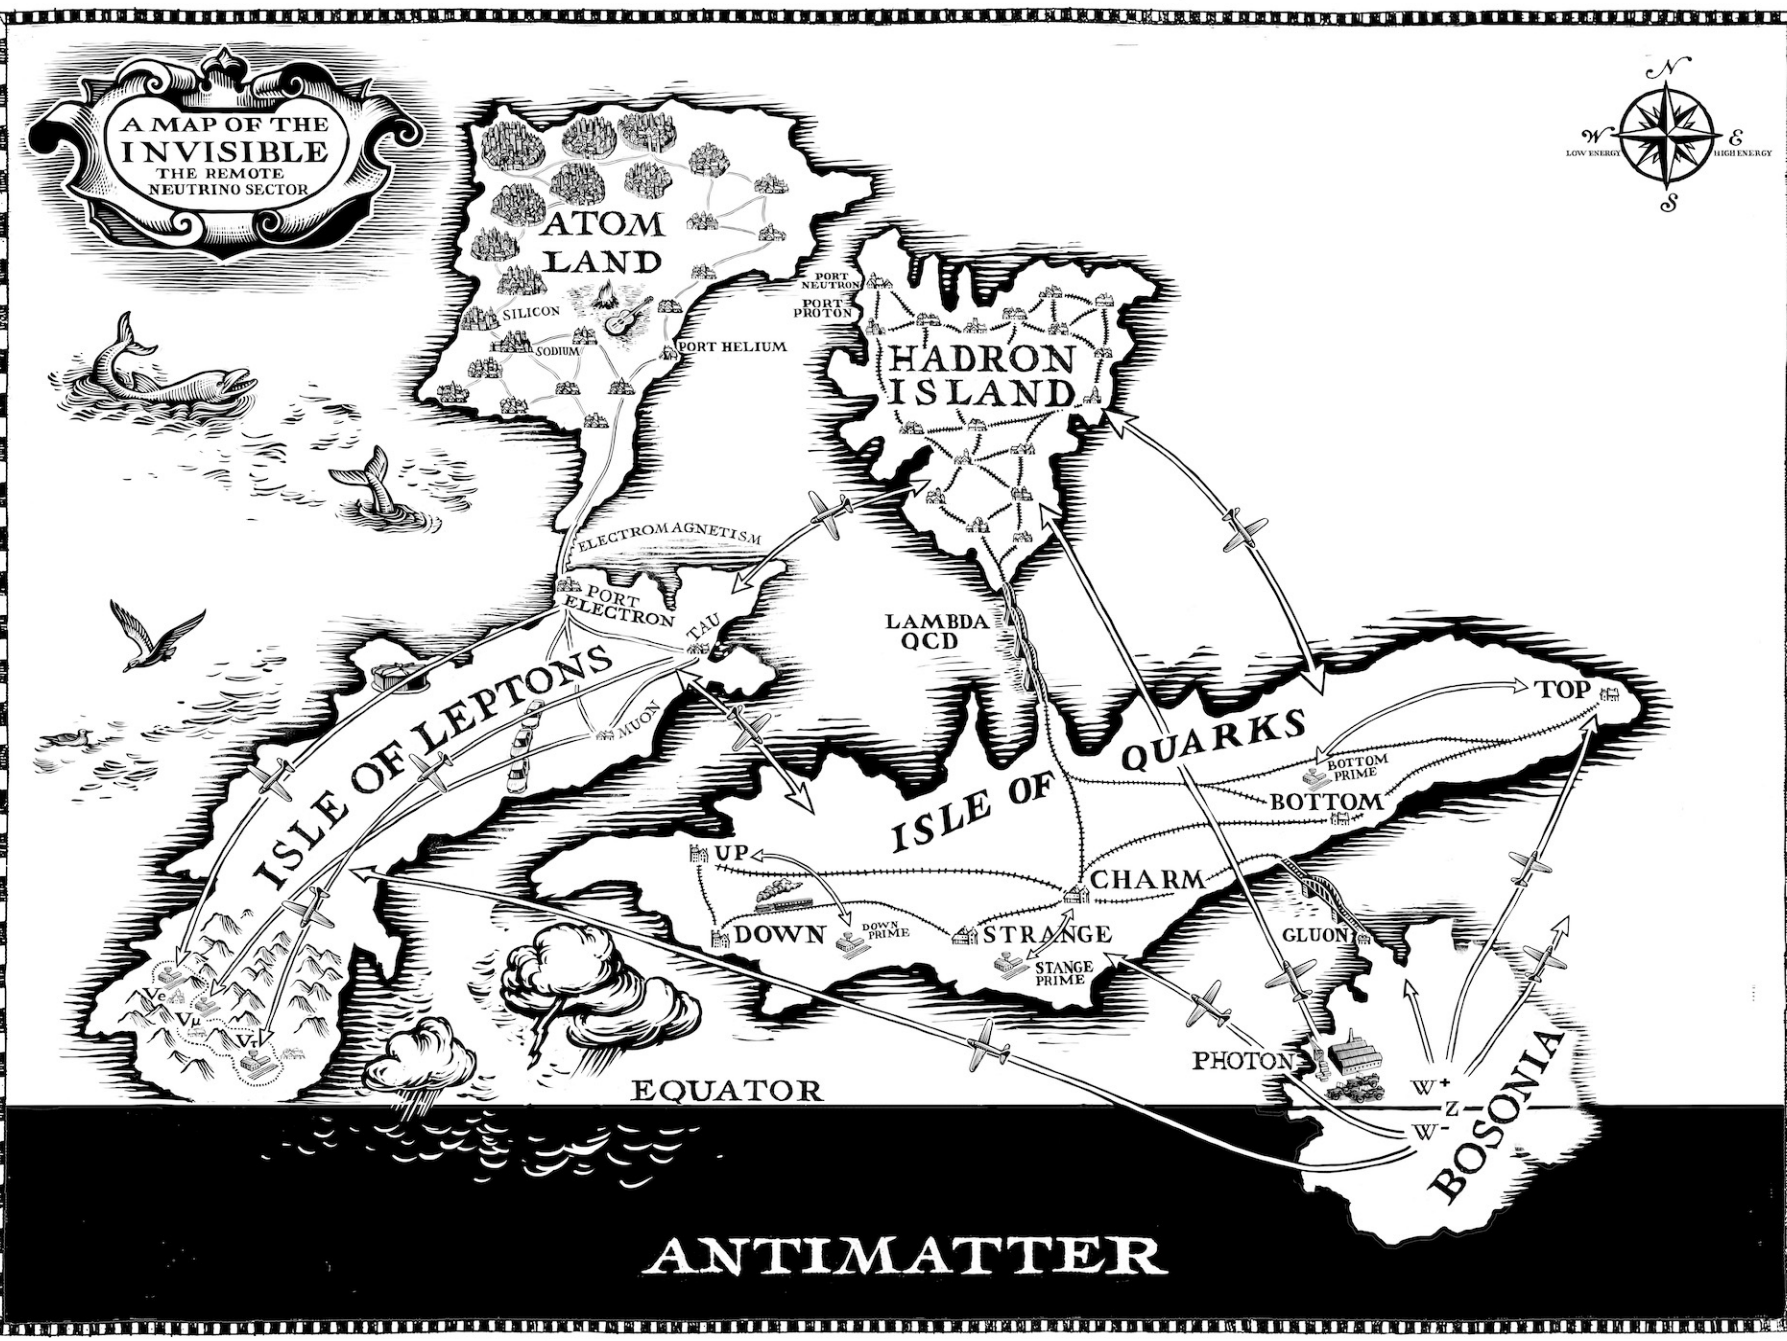 A MAP OF THE
INVISIBLE
THE REMOTE
NEUTRINO SECTOR
N
W
E
LOW ENERGY
HIGH ENERGY
S
ATOM
LAND
SILICON
SODIUM
PORT HELIUM
PORT
NEUTRON
PORT
PROTON
HADRON
ISLAND
ELECTROMAGNETISM
PORT
ELECTRON
TAU
MUON
ISLE OF LEPTONS
LAMBDA
QCD
ISLE OF QUARKS
TOP
BOTTOM
PRIME
BOTTOM
UP
CHARM
DOWN
DOWN
PRIME
STRANGE
STANGE
PRIME
GLUON
Ve
Vμ
Vτ
PHOTON
W+
Z
W-
BOSONIA
EQUATOR
ANTIMATTER